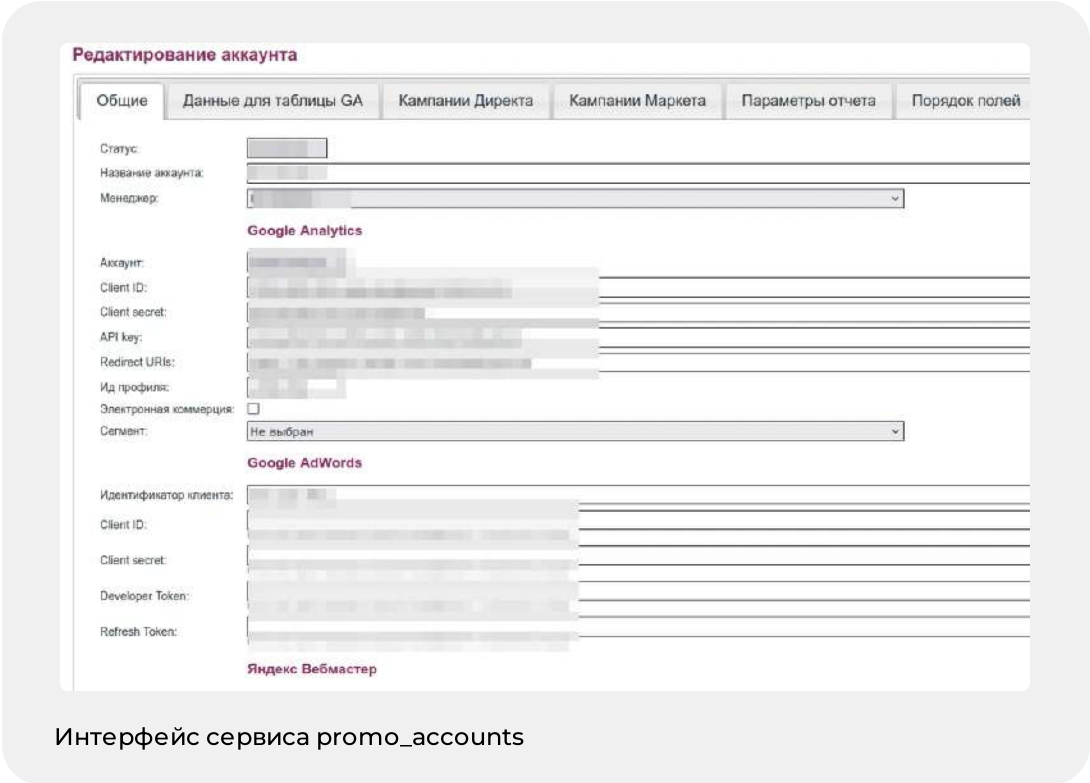 Редактирование аккаунта
Общие Данные для таблицы GA Кампании Директа Кампании Маркета Параметры отчета Порядок полей
Статус:
Название аккаунта:
Менеджер:
Google Analytics
Аккаунт:
Client ID:
Client secret:
API key:
Redirect URIs:
Ид профиля:
Электронная коммерция:
Сегмент: Не выбран
Google AdWords
Идентификатор клиента:
Client ID:
Client secret:
Developer Token:
Refresh Token:
Яндекс Вебмастер
Интерфейс сервиса promo_accounts